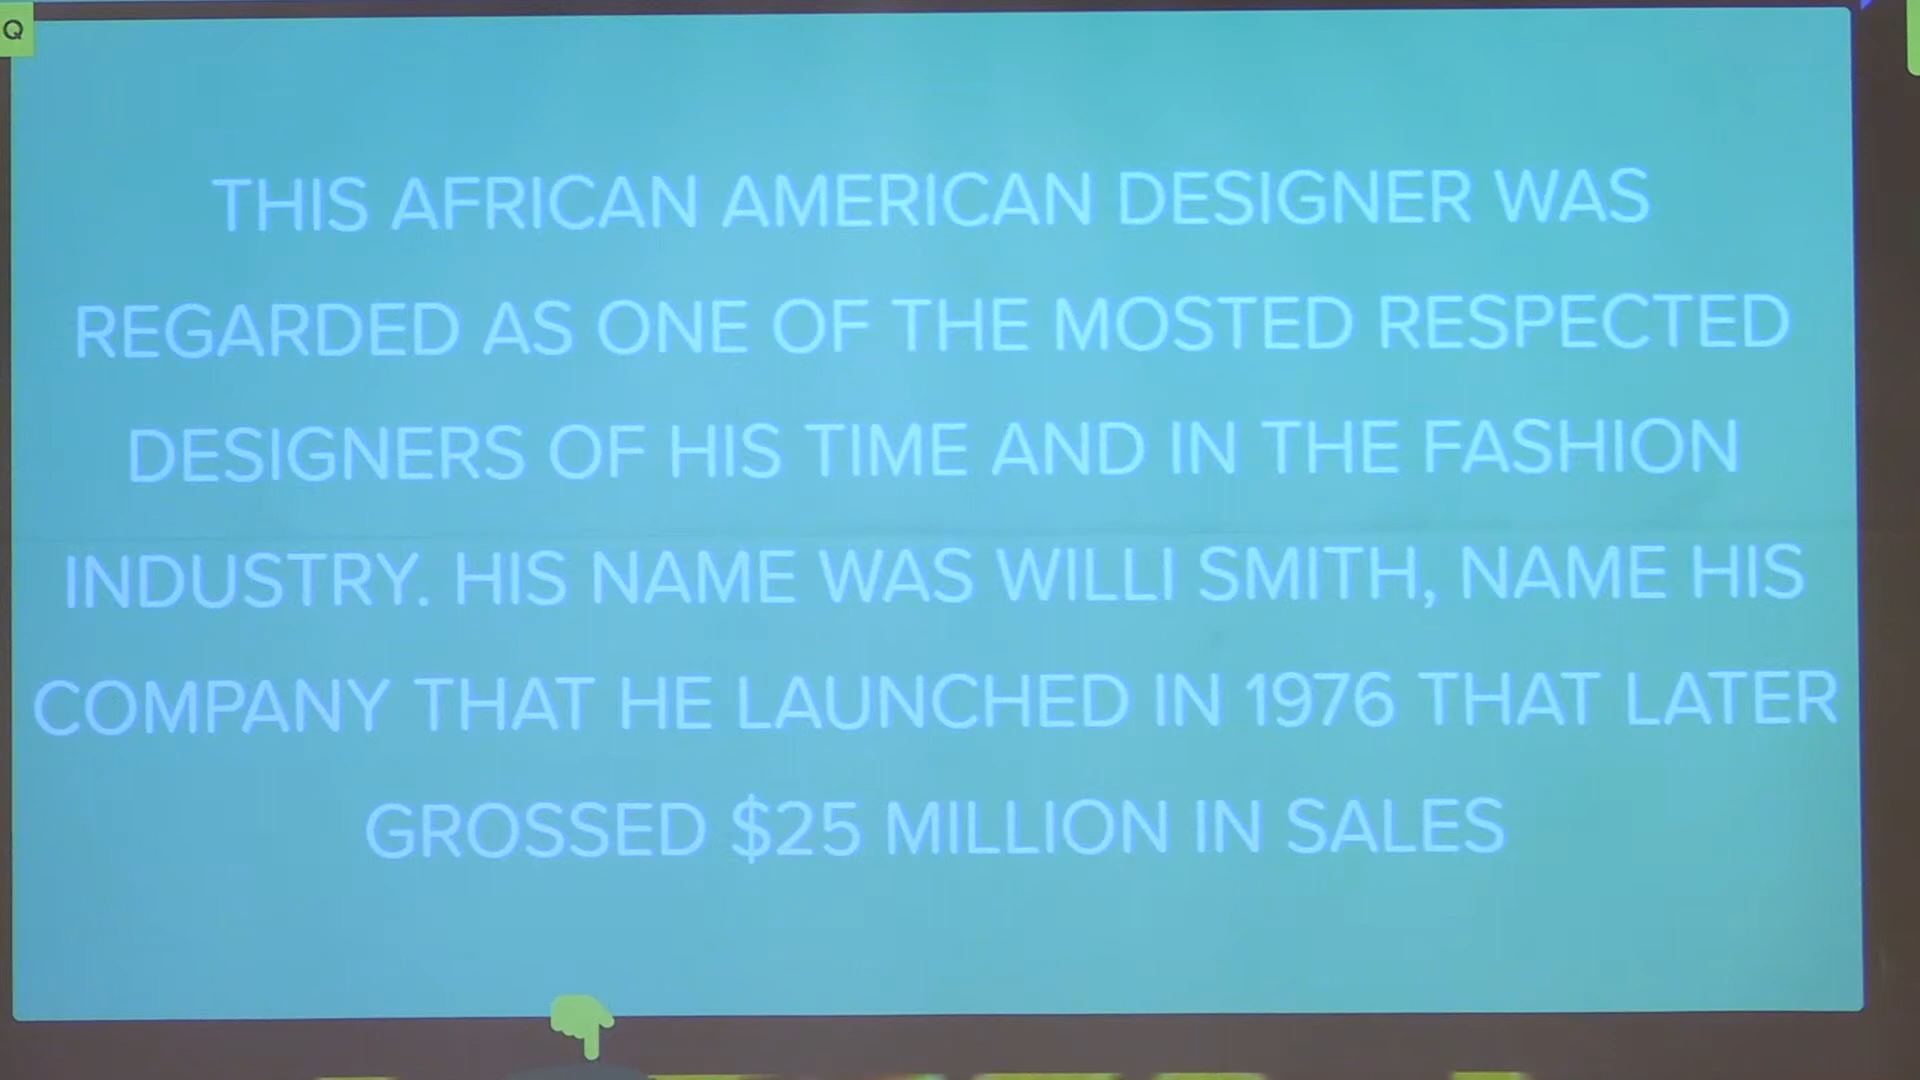 Q
THIS AFRICAN AMERICAN DESIGNER WAS
REGARDED AS ONE OF THE MOSTED RESPECTED
DESIGNERS OF HIS TIME AND IN THE FASHION
INDUSTRY. HIS NAME WAS WILLI SMITH, NAME HIS
COMPANY THAT HE LAUNCHED IN 1976 THAT LATER
GROSSED $25 MILLION IN SALES